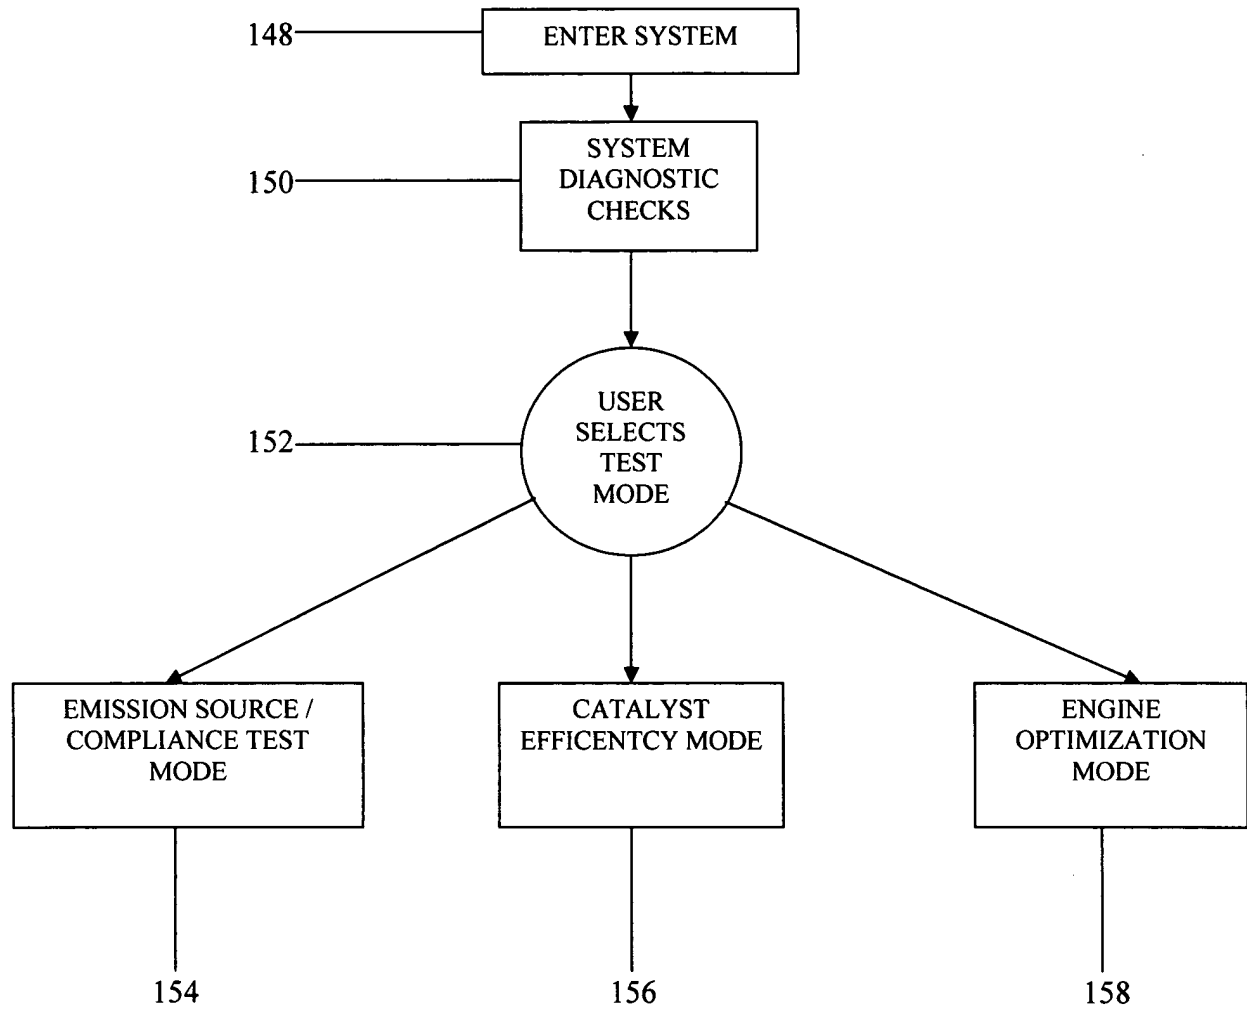 148
ENTER SYSTEM
150
SYSTEM
DIAGNOSTIC
CHECKS
152
USER
SELECTS
TEST
MODE
EMISSION SOURCE /
COMPLIANCE TEST
MODE
CATALYST
EFFICENTCY MODE
ENGINE
OPTIMIZATION
MODE
154
156
158